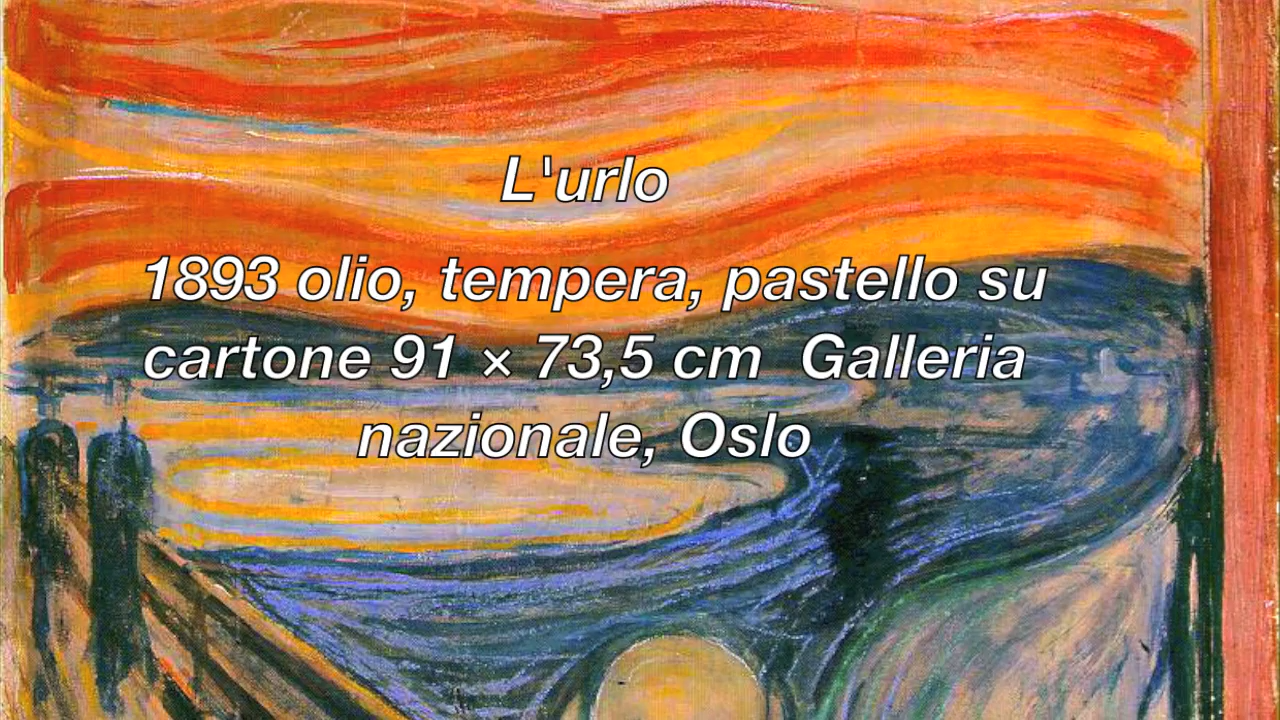 L'urlo
1893 olio, tempera, pastello su
cartone 91 × 73,5 cm  Galleria
nazionale, Oslo